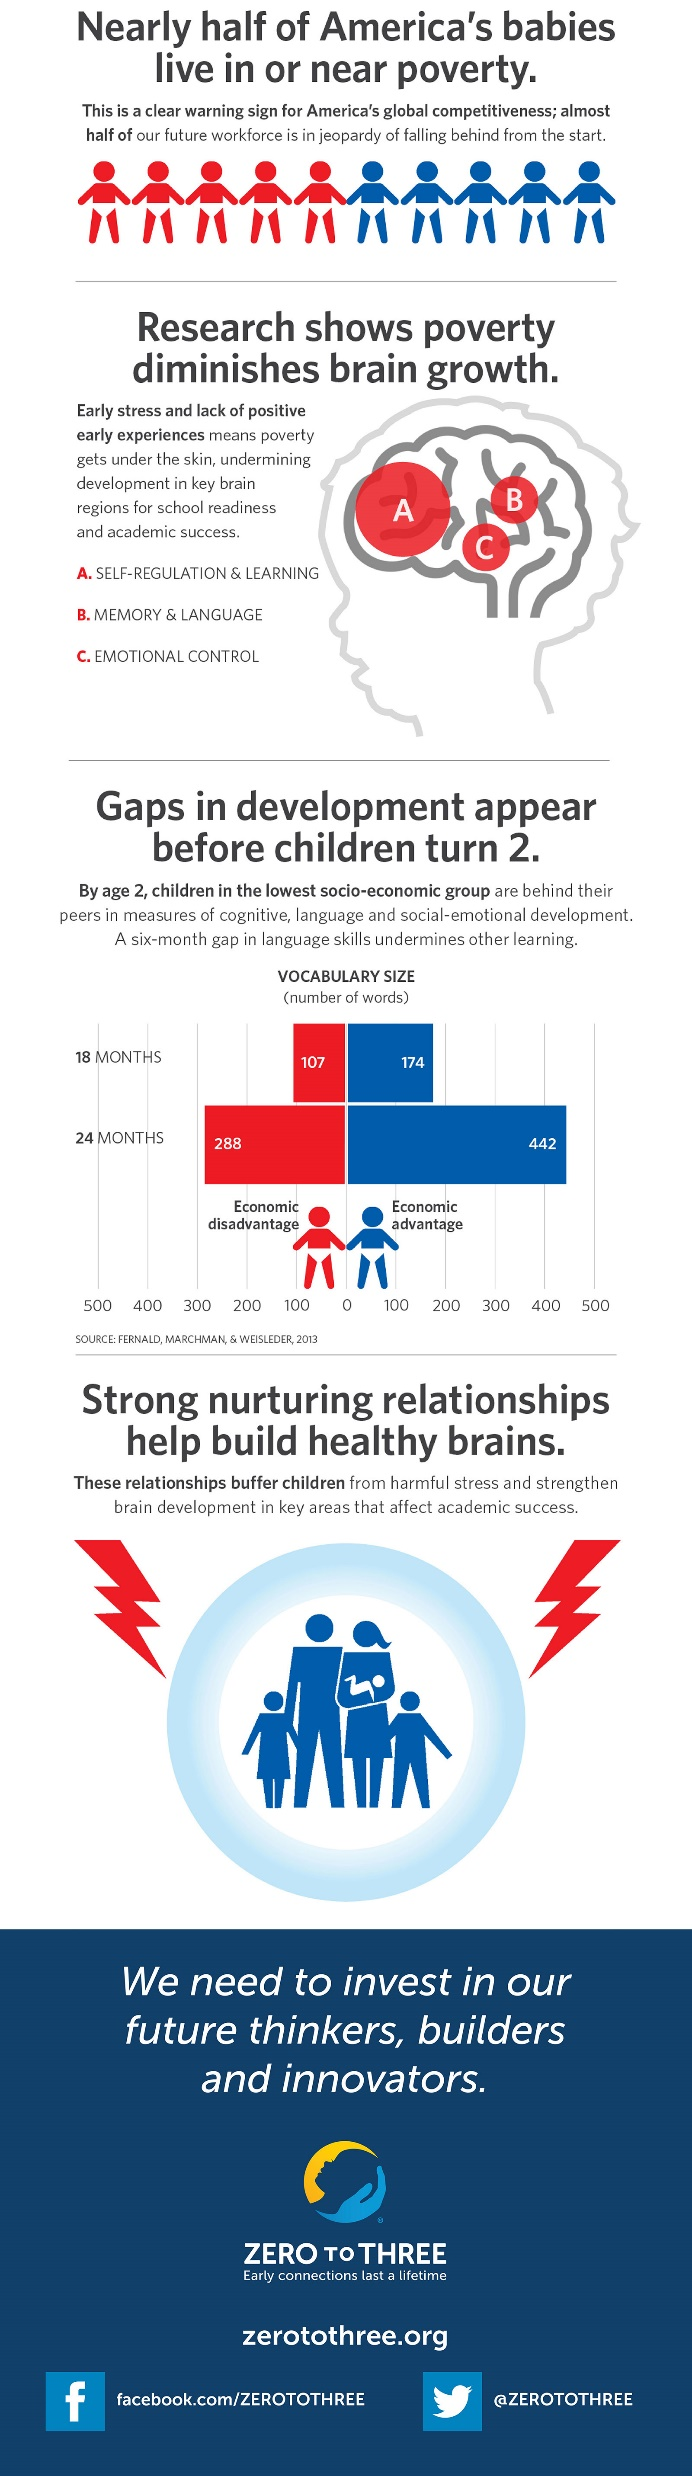 Nearly half of America's babies
live in or near poverty.
This is a clear warning sign for America's global competitiveness; almost
half of our future workforce is in jeopardy of falling behind from the start.
Research shows poverty
diminishes brain growth.
Early stress and lack of positive
early experiences means poverty
gets under the skin, undermining
development in key brain
regions for school readiness
and academic success.
A. SELF-REGULATION & LEARNING
B. MEMORY & LANGUAGE
C. EMOTIONAL CONTROL
A
B
C
Gaps in development appear
before children turn 2.
By age 2, children in the lowest socio-economic group are behind their
peers in measures of cognitive, language and social-emotional development.
A six-month gap in language skills undermines other learning.
VOCABULARY SIZE
(number of words)
18 MONTHS
107 174
24 MONTHS
288 442
Economic
disadvantage
Economic
advantage
500 400 300 200 100 0 100 200 300 400 500
SOURCE: FERNALD, MARCHMAN, & WEISLEDER, 2013
Strong nurturing relationships
help build healthy brains.
These relationships buffer children from harmful stress and strengthen
brain development in key areas that affect academic success.
We need to invest in our
future thinkers, builders
and innovators.
®
ZERO TO THREE
Early connections last a lifetime
zerotothree.org
f facebook.com/ZEROTOTHREE
@ZEROTOTHREE